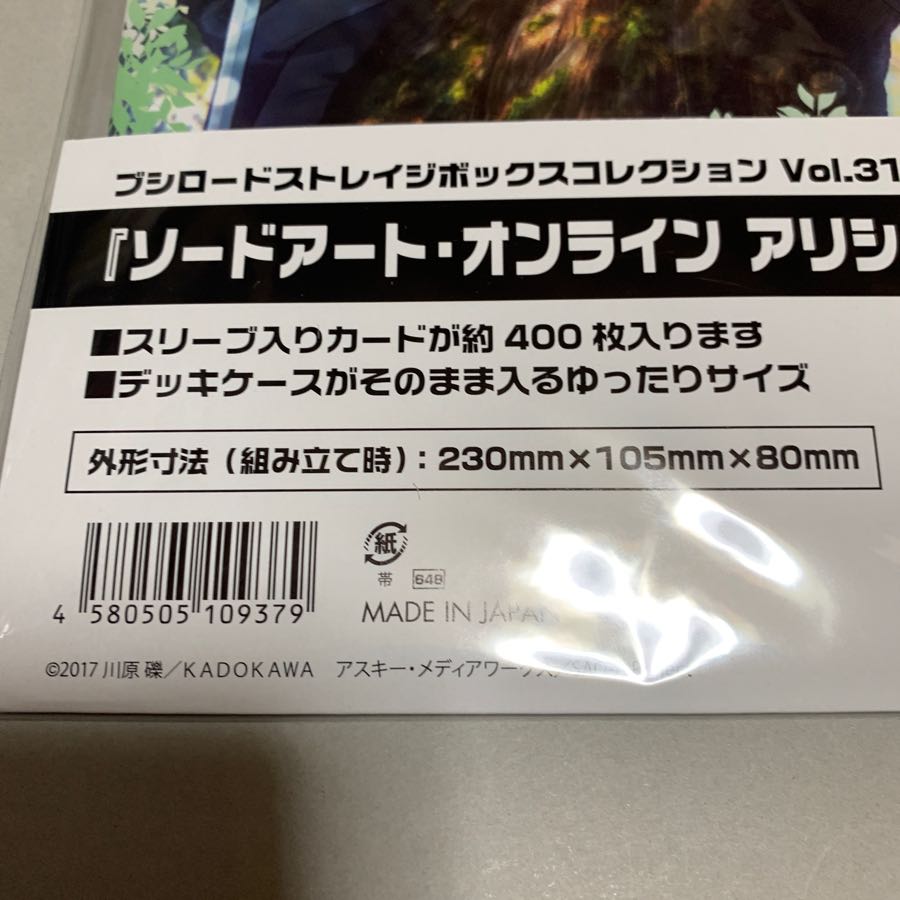 ブシロードストレイジボックスコレクション Vol.31
『ソードアート・オンライン アリシ
■スリーブ入りカードが約 400 枚入ります
■デッキケースがそのまま入るゆったりサイズ
外形寸法（組み立て時）：230mm×105mm×80mm
紙
帯 648
4 580505 109379
MADE IN JAPAN
©2017 川原 礫／KADOKAWA アスキー・メディアワークス／SAO-A Project